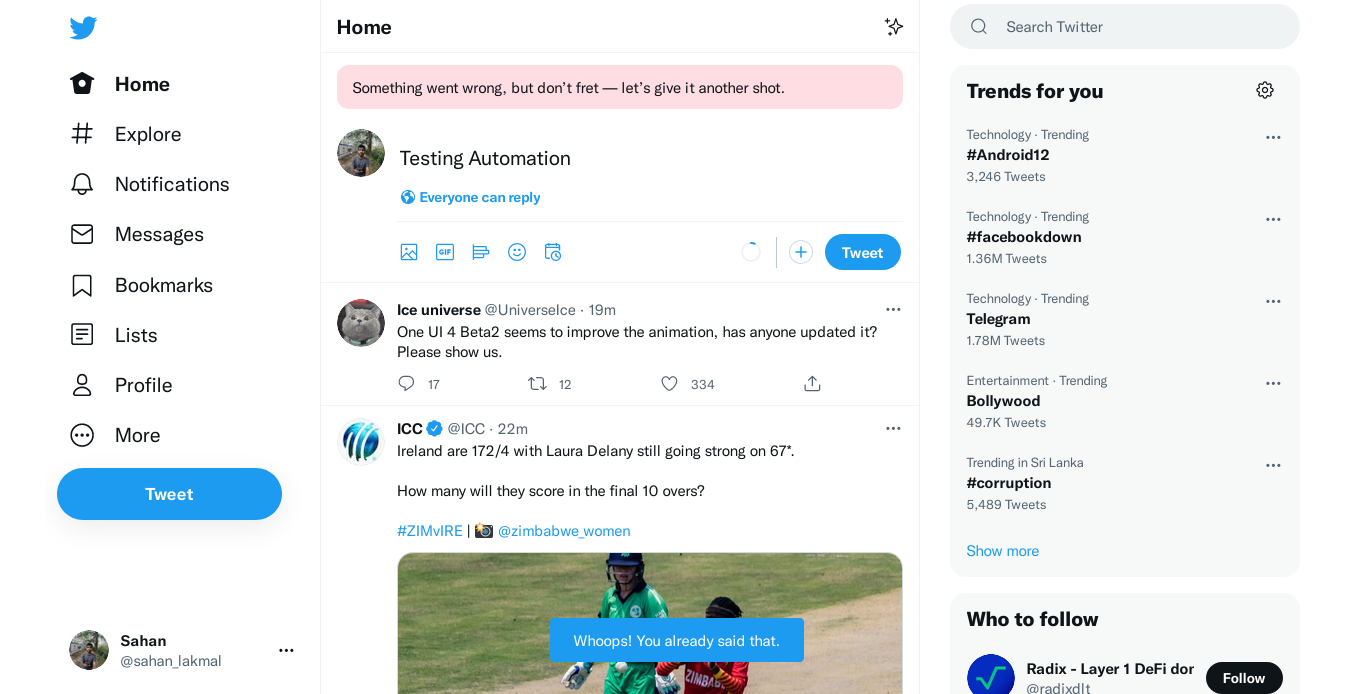 Home
Explore
Notifications
Messages
Bookmarks
Lists
Profile
More
Tweet
Sahan
@sahan_lakmal
Home
Something went wrong, but don’t fret — let’s give it another shot.
Testing Automation
Everyone can reply
GIF
Tweet
Ice universe @UniverseIce · 19m
One UI 4 Beta2 seems to improve the animation, has anyone updated it?
Please show us.
17 12 334
ICC @ICC · 22m
Ireland are 172/4 with Laura Delany still going strong on 67*.
How many will they score in the final 10 overs?
#ZIMvIRE | 📸 @zimbabwe_women
Whoops! You already said that.
ZIMBAB
Search Twitter
Trends for you
Technology · Trending
#Android12
3,246 Tweets
Technology · Trending
#facebookdown
1.36M Tweets
Technology · Trending
Telegram
1.78M Tweets
Entertainment · Trending
Bollywood
49.7K Tweets
Trending in Sri Lanka
#corruption
5,489 Tweets
Show more
Who to follow
Radix - Layer 1 DeFi dor
@radixdlt
Follow